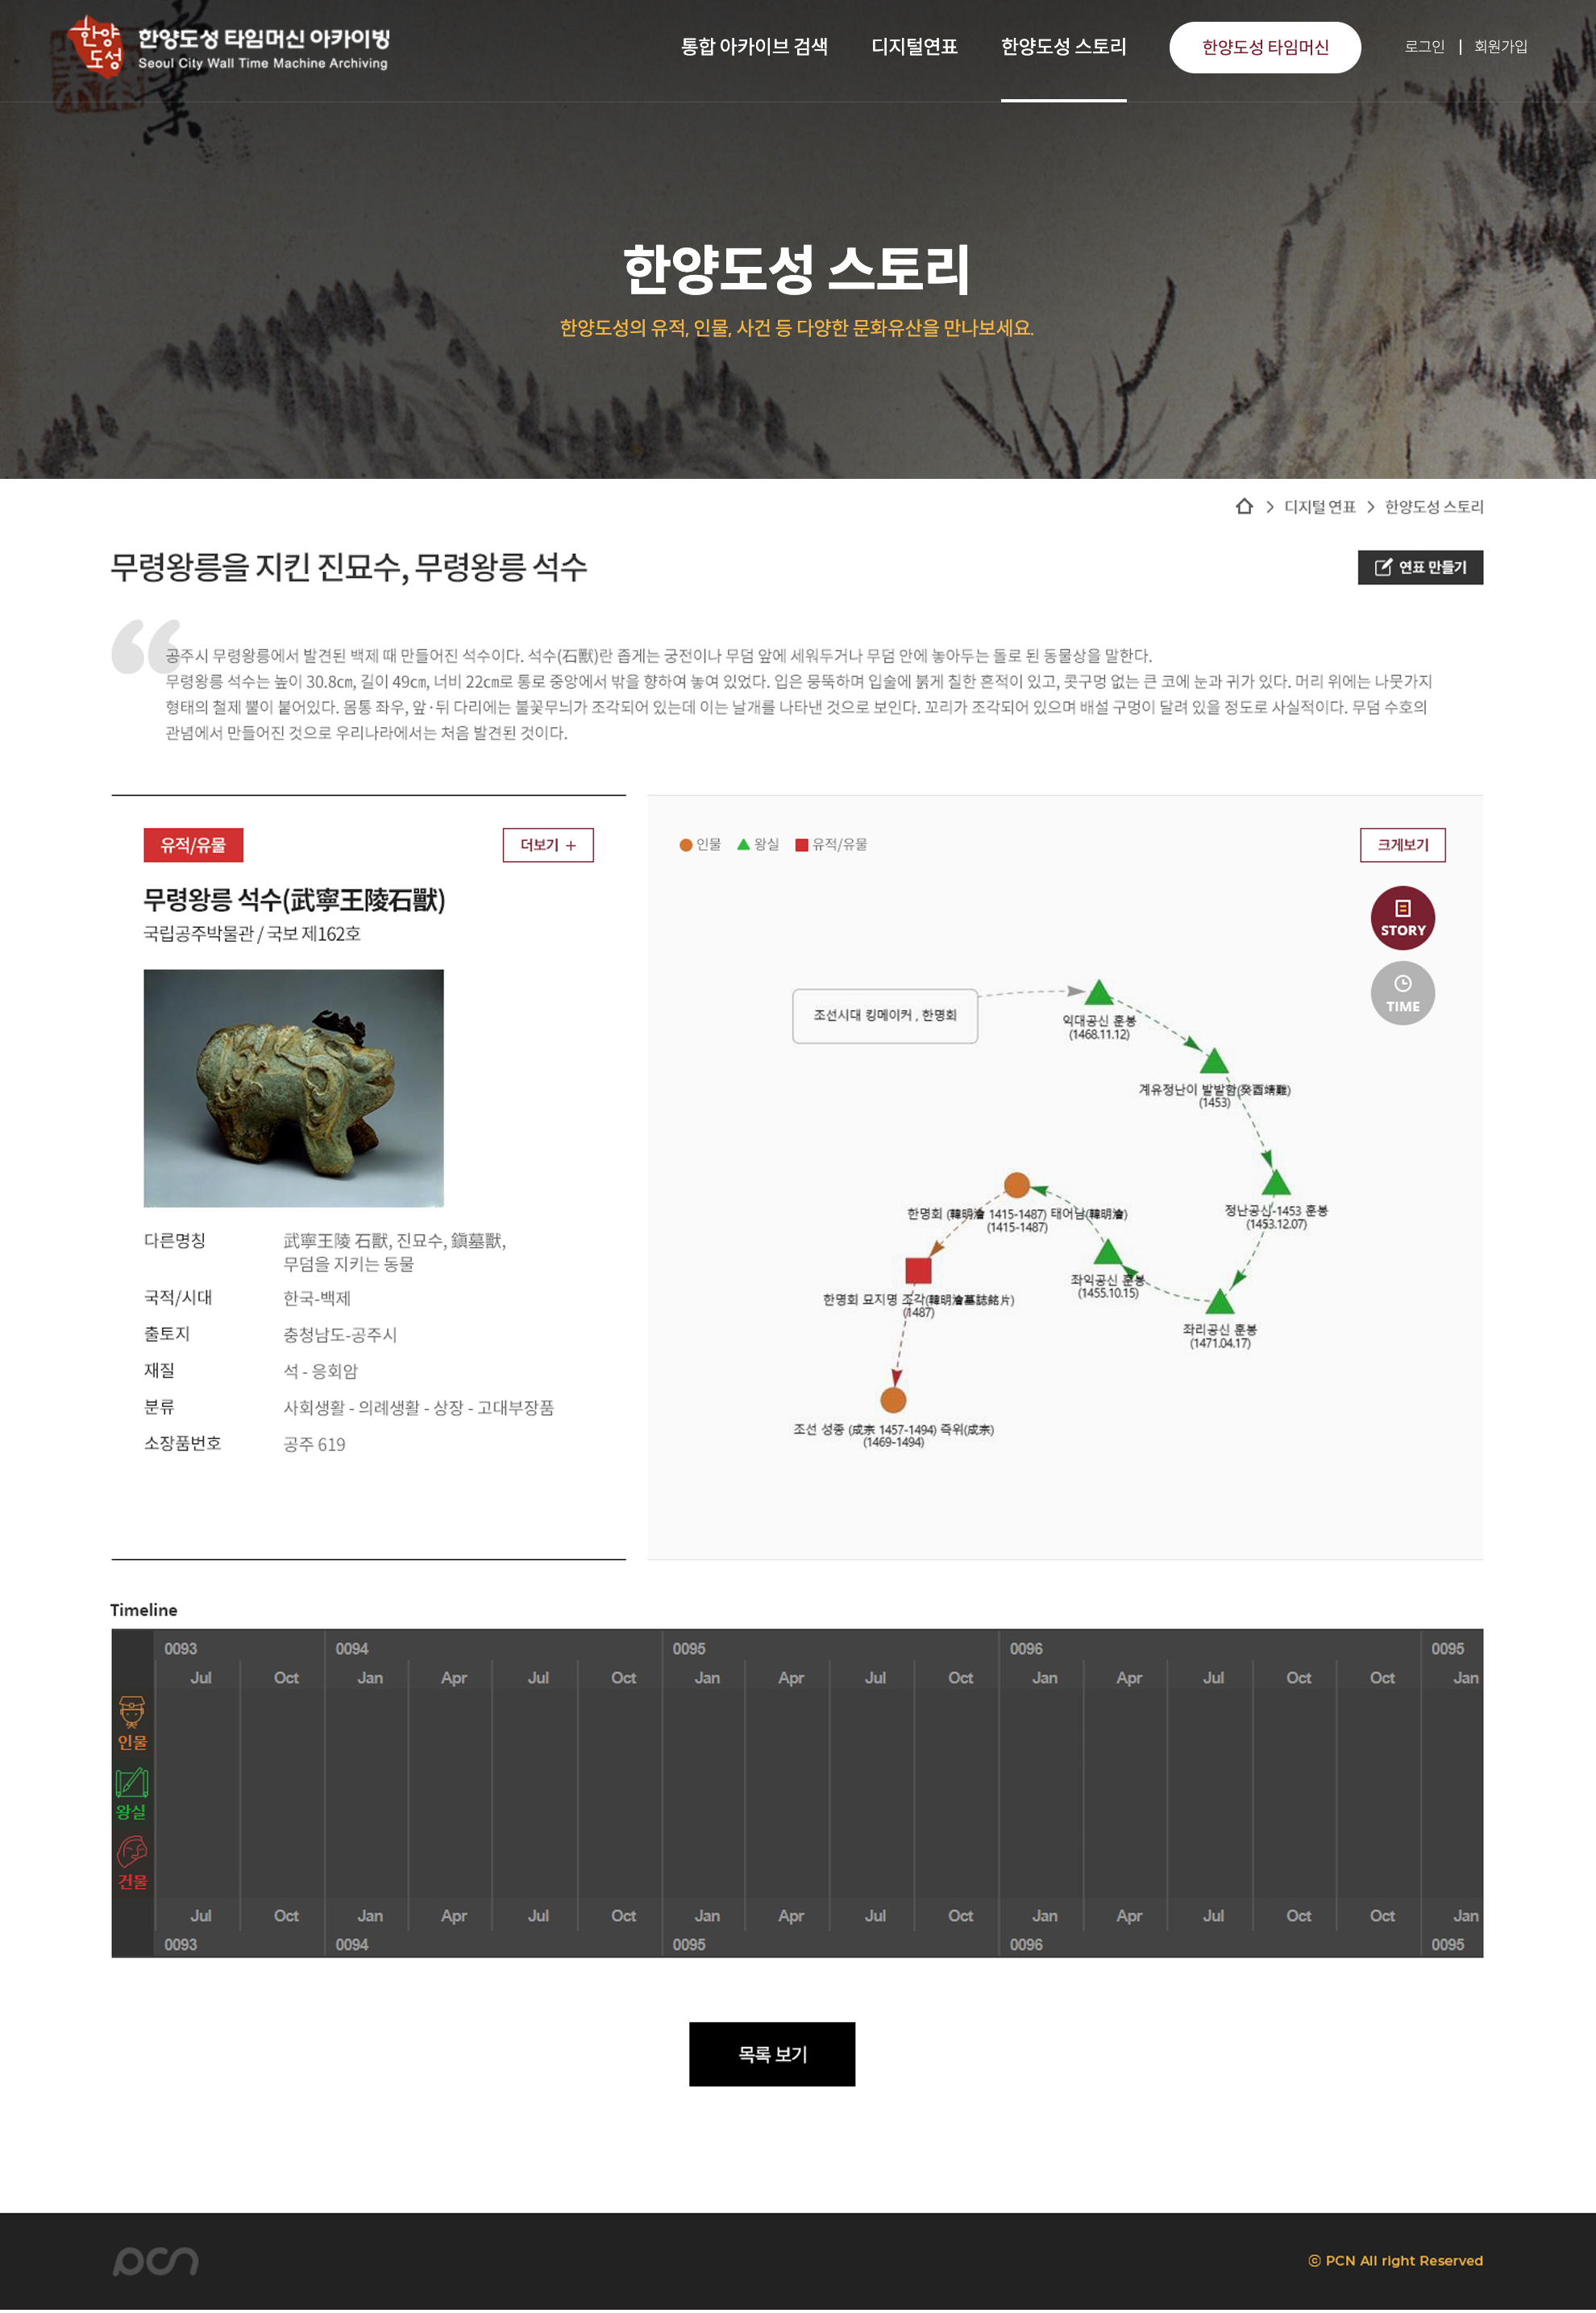 한양
도성
한양도성 타임머신 아카이빙
Seoul City Wall Time Machine Archiving
통합 아카이브 검색
디지털연표
한양도성 스토리
한양도성 타임머신
로그인
회원가입
한양도성 스토리
한양도성의 유적, 인물, 사건 등 다양한 문화유산을 만나보세요.
디지털 연표
한양도성 스토리
무령왕릉을 지킨 진묘수, 무령왕릉 석수
연표 만들기
공주시 무령왕릉에서 발견된 백제 때 만들어진 석수이다. 석수(石獸)란 좁게는 궁전이나 무덤 앞에 세워두거나 무덤 안에 놓아두는 돌로 된 동물상을 말한다.
무령왕릉 석수는 높이 30.8㎝, 길이 49㎝, 너비 22㎝로 통로 중앙에서 밖을 향하여 놓여 있었다. 입은 뭉뚝하며 입술에 붉게 칠한 흔적이 있고, 콧구멍 없는 큰 코에 눈과 귀가 있다. 머리 위에는 나뭇가지
형태의 철제 뿔이 붙어있다. 몸통 좌우, 앞·뒤 다리에는 불꽃무늬가 조각되어 있는데 이는 날개를 나타낸 것으로 보인다. 꼬리가 조각되어 있으며 배설 구멍이 달려 있을 정도로 사실적이다. 무덤 수호의
관념에서 만들어진 것으로 우리나라에서는 처음 발견된 것이다.
유적/유물
더보기 +
무령왕릉 석수(武寧王陵石獸)
국립공주박물관 / 국보 제162호
다른명칭
武寧王陵 石獸, 진묘수, 鎭墓獸,
무덤을 지키는 동물
국적/시대
한국-백제
출토지
충청남도-공주시
재질
석 - 응회암
분류
사회생활 - 의례생활 - 상장 - 고대부장품
소장품번호
공주 619
인물
왕실
유적/유물
크게보기
STORY
TIME
조선시대 킹메이커 , 한명회
익대공신 훈봉
(1468.11.12)
계유정난이 발발함(癸酉靖難)
(1453)
정난공신-1453 훈봉
(1453.12.07)
한명회 (韓明澮 1415-1487) 태어남(韓明澮)
(1415-1487)
좌익공신 훈봉
(1455.10.15)
한명회 묘지명 조각(韓明澮墓誌銘片)
(1487)
좌리공신 훈봉
(1471.04.17)
조선 성종 (成宗 1457-1494) 즉위(成宗)
(1469-1494)
Timeline
0093 0094 0095 0096 0095
Jul Oct Jan Apr Jul Oct Jan Apr Jul Oct Jan Apr Jul Oct Oct Jan
인물
왕실
건물
Jul Oct Jan Apr Jul Oct Jan Apr Jul Oct Jan Apr Jul Oct Oct Jan
0093 0094 0095 0096 0095
목록 보기
pcn
ⓒ PCN All right Reserved